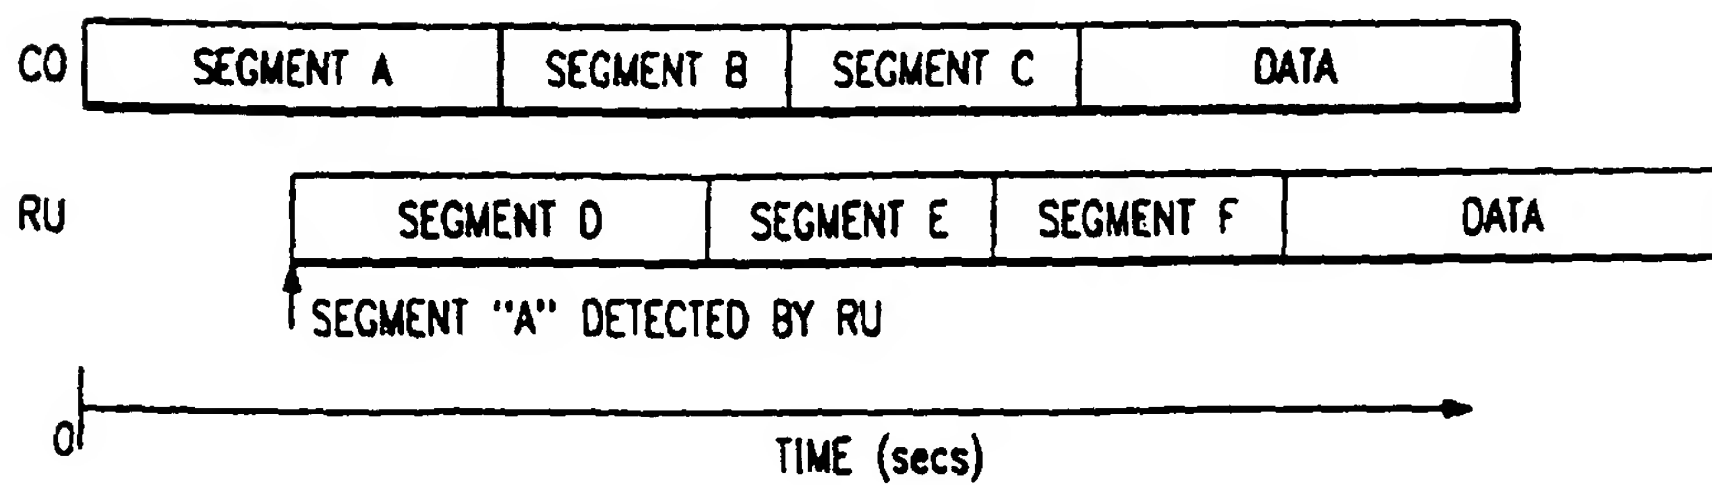 CO SEGMENT A SEGMENT B SEGMENT C DATA
RU SEGMENT D SEGMENT E SEGMENT F DATA
SEGMENT "A" DETECTED BY RU
0
TIME (secs)